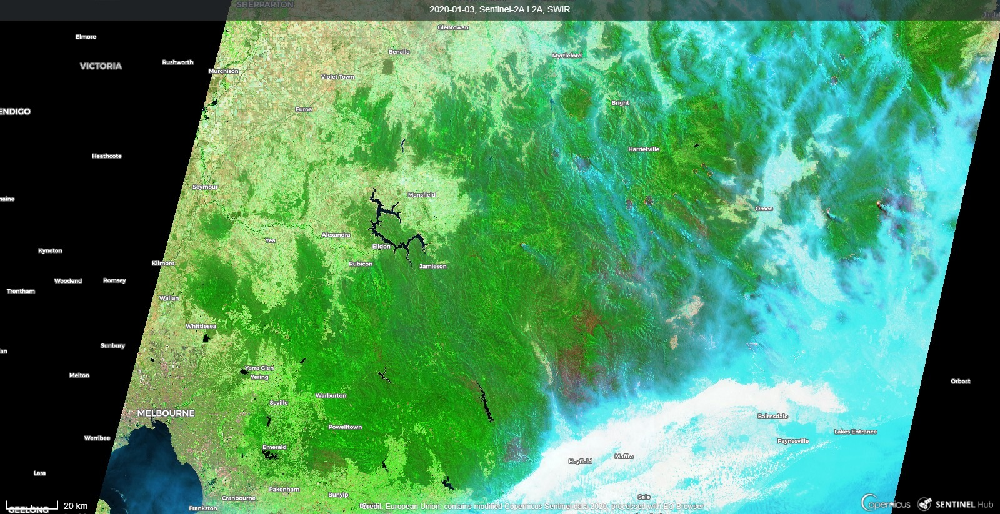 SHEPPARTON
2020-01-03, Sentinel-2A L2A, SWIR
Glenrowan
Elmore
Benalla
Myrtleford
Rushworth
VICTORIA
Murchison
Violet Town
Bright
Euroa
ENDIGO
Harrietville
Heathcote
Seymour
Mansfield
naine
Omeo
Alexandra
Yea
Eildon
Kyneton
Kilmore
Rubicon
Jamieson
Woodend
Romsey
Trentham
Wallan
Whittlesea
Sunbury
an
Yarra Glen
Yering
Melton
Orbost
Warburton
Seville
MELBOURNE
Bairnsdale
Powelltown
Lakes Entrance
Werribee
Paynesville
Emerald
Maffra
Heyfield
Lara
Pakenham
Bunyip
Sale
Cranbourne
20 km
GEELONG
Frankston
Credit: European Union, contains modified Copernicus Sentinel data 2020, processed with EO Browser
Copernicus
SENTINEL Hub